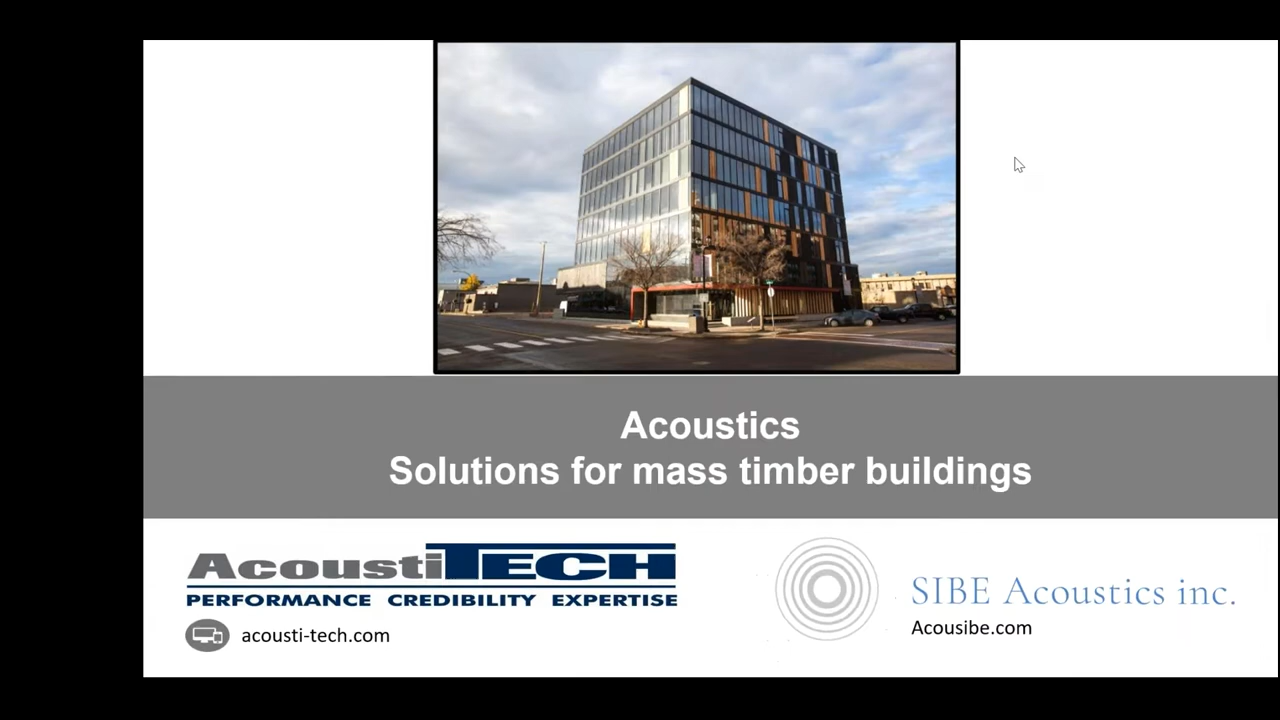 Acoustics
Solutions for mass timber buildings
AcoustiTECH
PERFORMANCE CREDIBILITY EXPERTISE
acousti-tech.com
SIBE Acoustics inc.
Acousibe.com